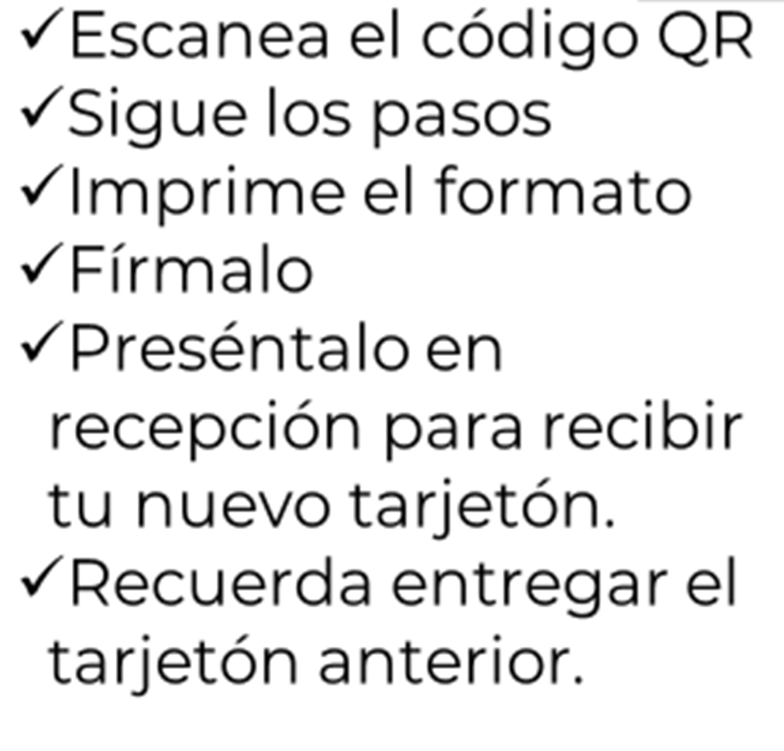 ✓Escanea el código QR
✓Sigue los pasos
✓Imprime el formato
✓Fírmalo
✓Preséntalo en
recepción para recibir
tu nuevo tarjetón.
✓Recuerda entregar el
tarjetón anterior.